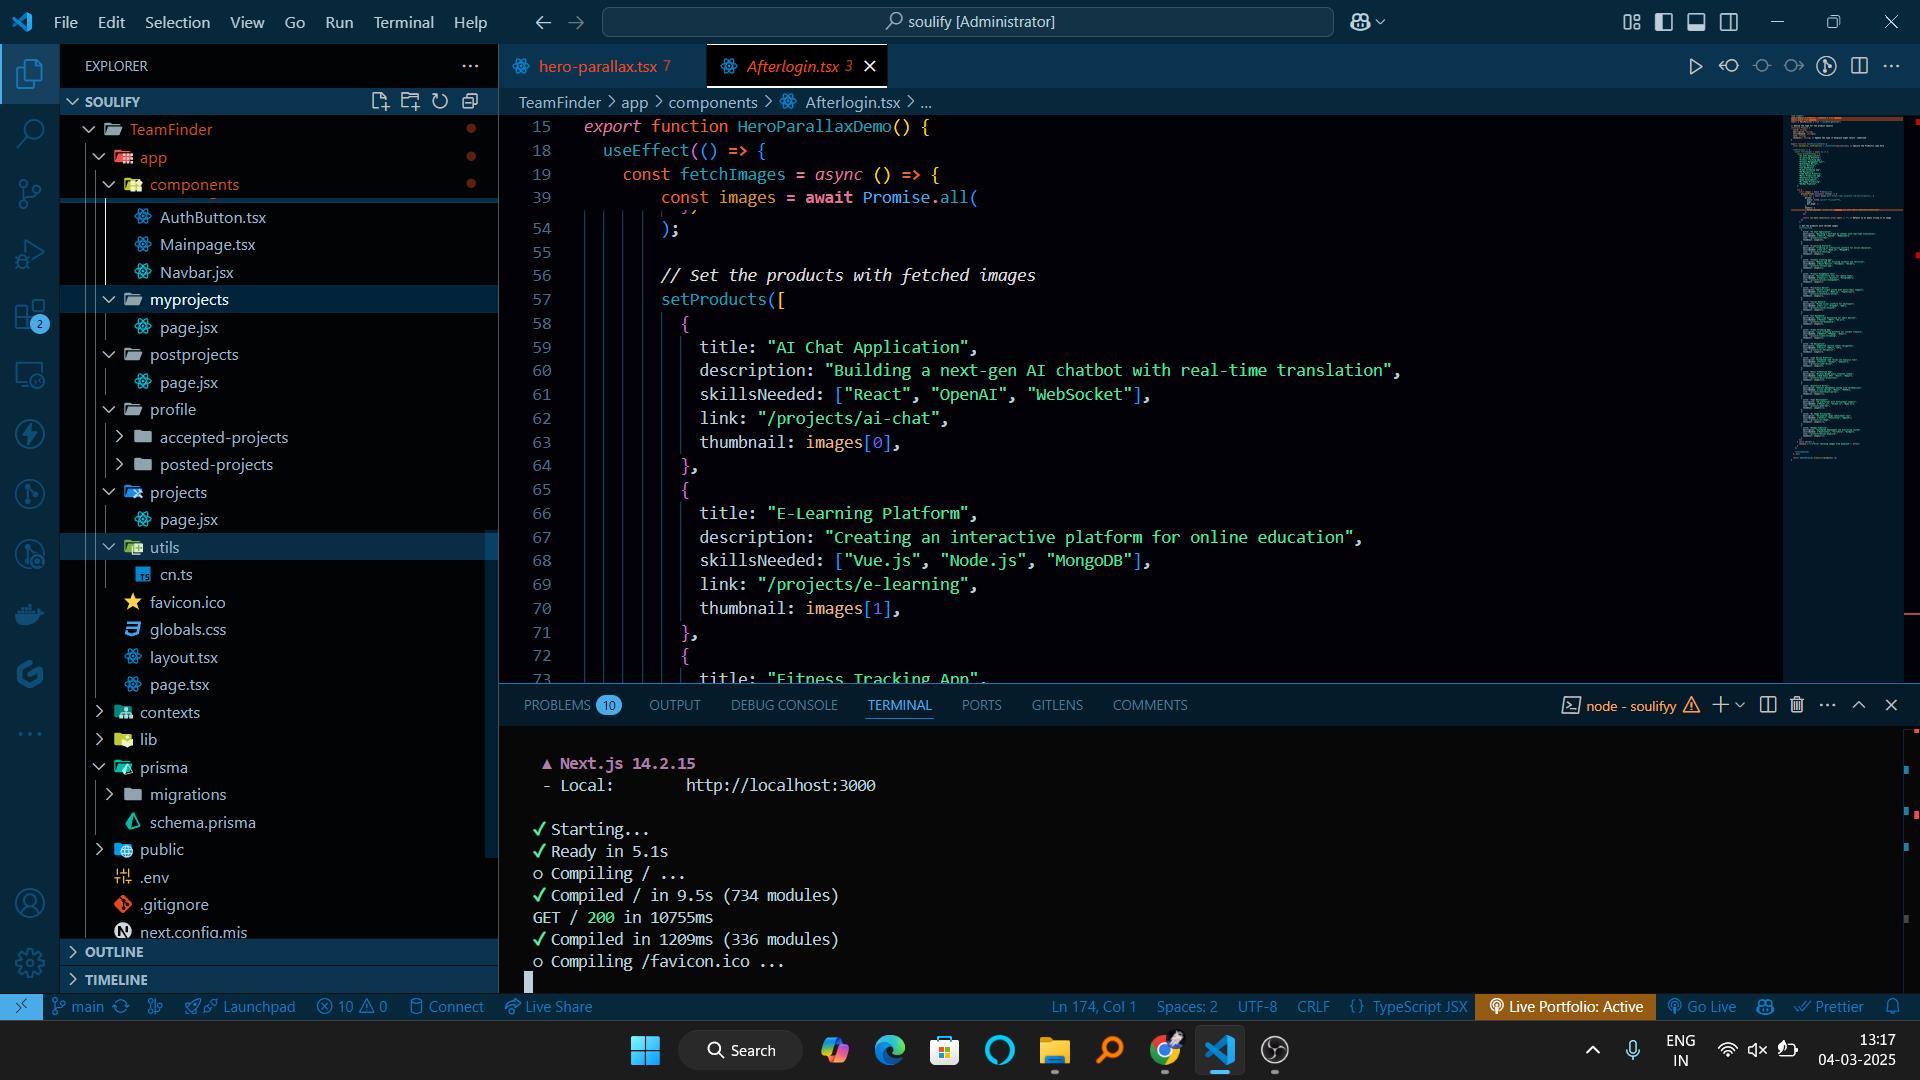 File Edit Selection View Go Run Terminal Help
soulify [Administrator]
EXPLORER
SOULIFY
TeamFinder
app
components
AuthButton.tsx
Mainpage.tsx
Navbar.jsx
myprojects
page.jsx
postprojects
page.jsx
profile
accepted-projects
posted-projects
projects
page.jsx
utils
cn.ts
favicon.ico
globals.css
layout.tsx
page.tsx
contexts
lib
prisma
migrations
schema.prisma
public
.env
.gitignore
next.config.mjs
OUTLINE
TIMELINE
2
hero-parallax.tsx 7
Afterlogin.tsx 3
TeamFinder > app > components > Afterlogin.tsx > ...
15 export function HeroParallaxDemo() {
18 useEffect(() => {
19 const fetchImages = async () => {
39 const images = await Promise.all(
54 );
55
56 // Set the products with fetched images
57 setProducts([
58 {
59 title: "AI Chat Application",
60 description: "Building a next-gen AI chatbot with real-time translation",
61 skillsNeeded: ["React", "OpenAI", "WebSocket"],
62 link: "/projects/ai-chat",
63 thumbnail: images[0],
64 },
65 {
66 title: "E-Learning Platform",
67 description: "Creating an interactive platform for online education",
68 skillsNeeded: ["Vue.js", "Node.js", "MongoDB"],
69 link: "/projects/e-learning",
70 thumbnail: images[1],
71 },
72 {
73 title: "Fitness Tracking App",
PROBLEMS 10 OUTPUT DEBUG CONSOLE TERMINAL PORTS GITLENS COMMENTS
node - soulifyy
▲ Next.js 14.2.15
- Local: http://localhost:3000
✓ Starting...
✓ Ready in 5.1s
○ Compiling / ...
✓ Compiled / in 9.5s (734 modules)
GET / 200 in 10755ms
✓ Compiled in 1209ms (336 modules)
○ Compiling /favicon.ico ...
main Launchpad 10 0 Connect Live Share
Ln 174, Col 1 Spaces: 2 UTF-8 CRLF {} TypeScript JSX Live Portfolio: Active Go Live Prettier
Search
ENG
IN
13:17
04-03-2025